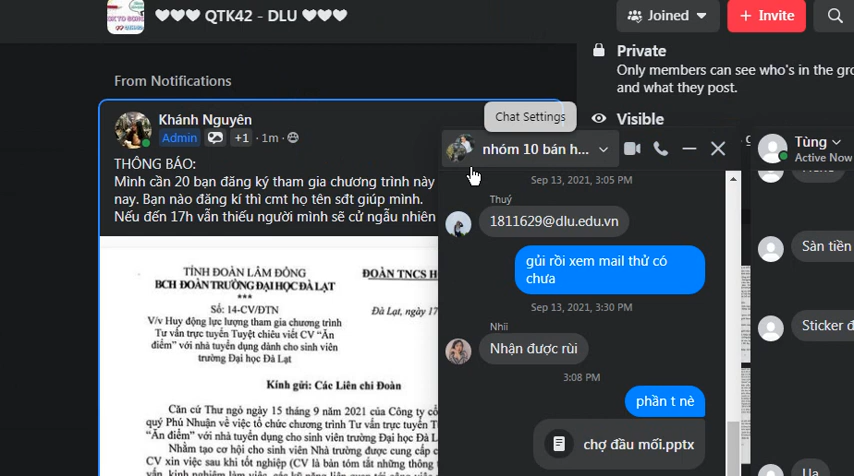 ♥♥♥ QTK42 - DLU ♥♥♥
Joined
+ Invite
Private
Only members can see who's in the gro
and what they post.
Visible
From Notifications
Khánh Nguyên
Admin
+1 · 1m ·
THÔNG BÁO:
Mình cần 20 bạn đăng ký tham gia chương trình này
nay. Bạn nào đăng kí thì cmt họ tên sđt giúp mình.
Nếu đến 17h vẫn thiếu người mình sẽ cử ngẫu nhiên
TỈNH ĐOÀN LÂM ĐỒNG
BCH ĐOÀN TRƯỜNG ĐẠI HỌC ĐÀ LẠT
***
Số: 14-CV/ĐTN
V/v Huy động lực lượng tham gia chương trình
Tư vấn trực tuyến Tuyệt chiêu viết CV "Ăn
điểm" với nhà tuyển dụng dành cho sinh viên
trường Đại học Đà Lạt
ĐOÀN TNCS H
Đà Lạt, ngày 17
Kính gửi: Các Liên chi Đoàn
Căn cứ Thư ngỏ ngày 15 tháng 9 năm 2021 của Công ty cổ
quý Phú Nhuận về việc tổ chức chương trình Tư vấn trực tuyến
"Ăn điểm" với nhà tuyển dụng cho sinh viên trường Đại học Đà Lạt
Nhằm tạo cơ hội cho sinh viên Nhà trường được cung cấp
CV xin việc sau khi tốt nghiệp (CV là bản tóm tắt những thông
Chat Settings
nhóm 10 bán h...
Sep 13, 2021, 3:05 PM
Thuý
1811629@dlu.edu.vn
gủi rồi xem mail thử có
chưa
Sep 13, 2021, 3:30 PM
Nhii
Nhận được rùi
3:08 PM
phần t nè
chợ đầu mối.pptx
Tùng
Active Now
Sàn tiền
Sticker đ